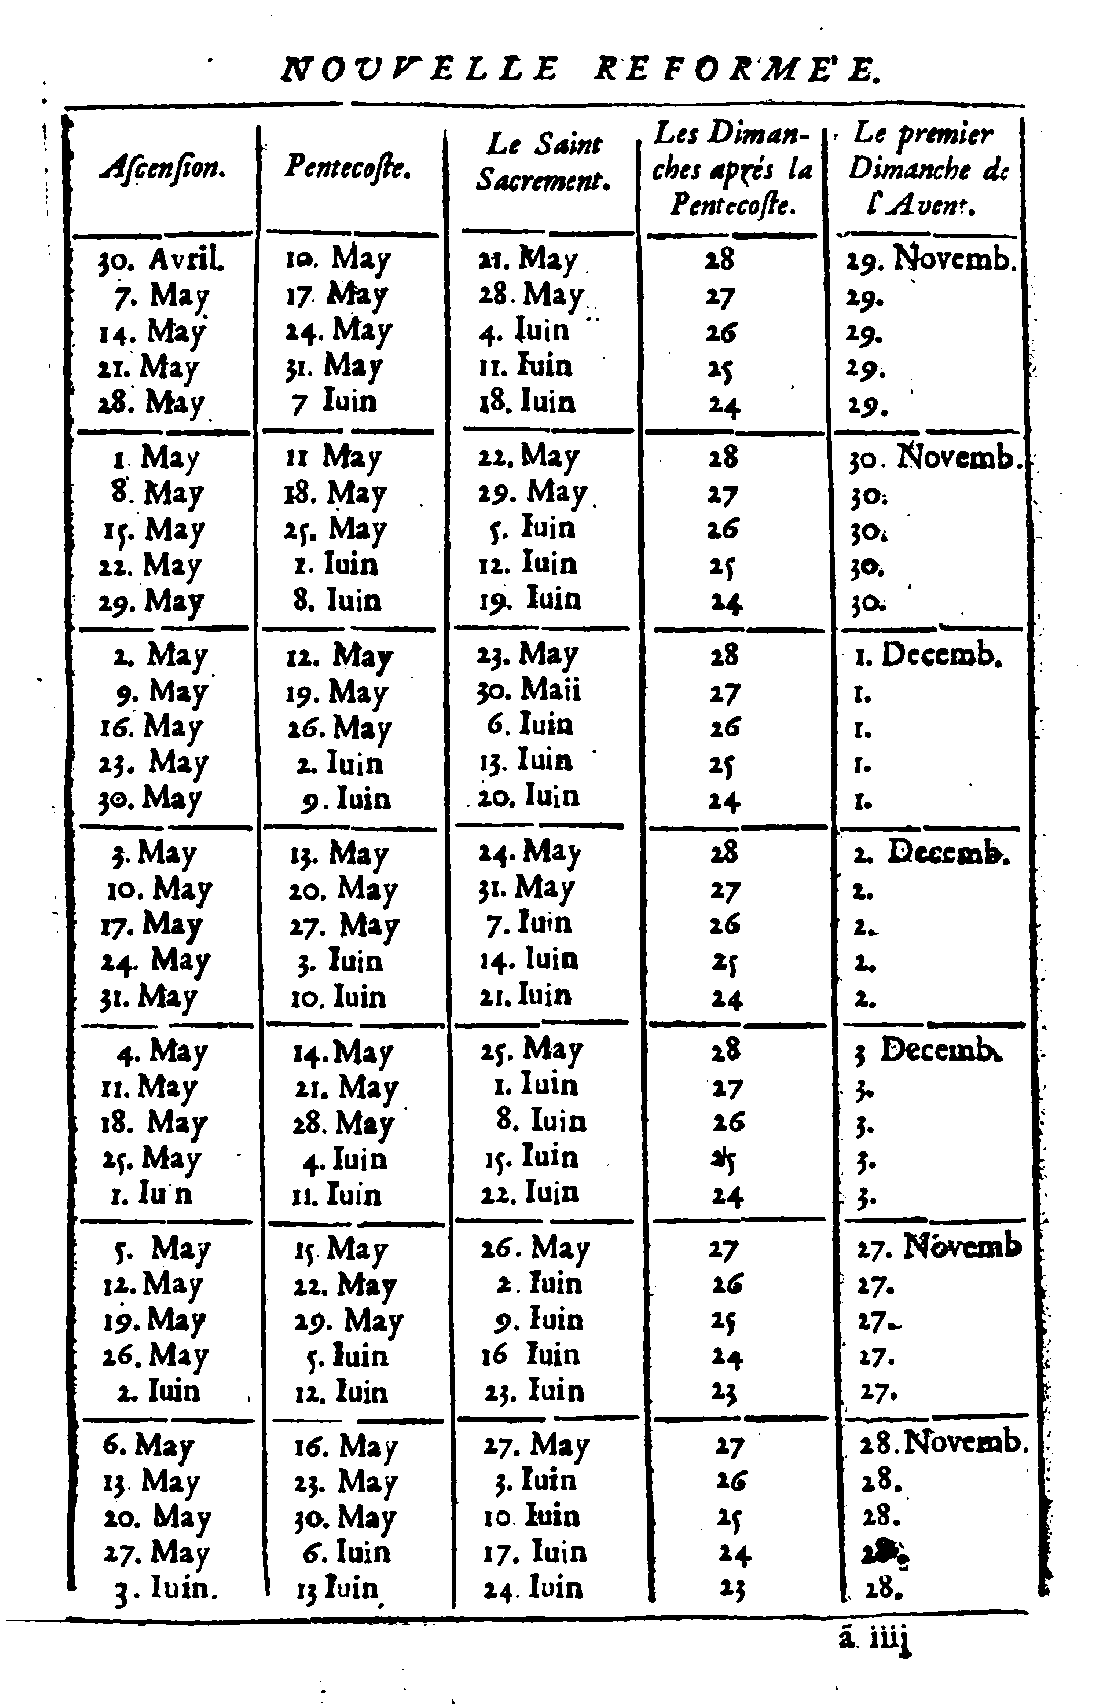 NOUVELLE REFORME'E.
Aſcenſion. Pentecoſte. Le Saint Sacrement. Les Dimanches aprés la Pentecoſte. Le premier Dimanche de l'Avent.
30. Avril. 10. May 21. May 28 29. Novemb.
7. May 17. May 28. May 27 29.
14. May 24. May 4. Iuin 26 29.
21. May 31. May 11. Iuin 25 29.
28. May 7 Iuin 18. Iuin 24 29.
1. May 11 May 22. May 28 30. Novemb.
8. May 18. May 29. May 27 30.
15. May 25. May 5. Iuin 26 30.
22. May 1. Iuin 12. Iuin 25 30.
29. May 8. Iuin 19. Iuin 24 30.
2. May 12. May 23. May 28 1. Decemb.
9. May 19. May 30. Maii 27 1.
16. May 26. May 6. Iuin 26 1.
23. May 2. Iuin 13. Iuin 25 1.
30. May 9. Iuin 20. Iuin 24 1.
3. May 13. May 24. May 28 2. Decemb.
10. May 20. May 31. May 27 2.
17. May 27. May 7. Iuin 26 2.
24. May 3. Iuin 14. Iuin 25 2.
31. May 10. Iuin 21. Iuin 24 2.
4. May 14. May 25. May 28 3 Decemb.
11. May 21. May 1. Iuin 27 3.
18. May 28. May 8. Iuin 26 3.
25. May 4. Iuin 15. Iuin 25 3.
1. Iuin 11. Iuin 22. Iuin 24 3.
5. May 15. May 26. May 27 27. Novemb
12. May 22. May 2. Iuin 26 27.
19. May 29. May 9. Iuin 25 27.
26. May 5. Iuin 16 Iuin 24 27.
2. Iuin 12. Iuin 23. Iuin 23 27.
6. May 16. May 27. May 27 28. Novemb.
13. May 23. May 3. Iuin 26 28.
20. May 30. May 10. Iuin 25 28.
27. May 6. Iuin 17. Iuin 24 28.
3. Iuin. 13 Iuin 24. Iuin 23 28.
ã iiij